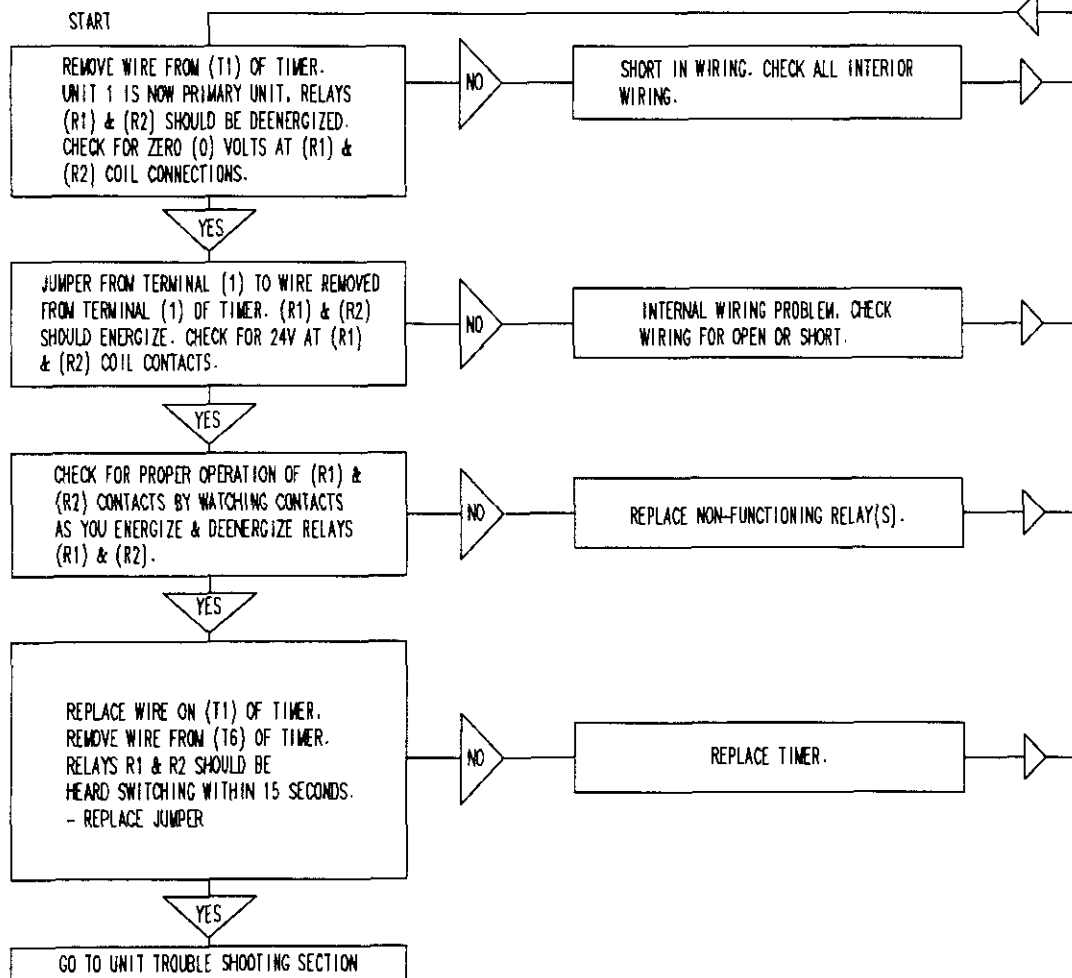 START
REMOVE WIRE FROM (T1) OF TIMER.
UNIT 1 IS NOW PRIMARY UNIT. RELAYS
(R1) & (R2) SHOULD BE DEENERGIZED.
CHECK FOR ZERO (0) VOLTS AT (R1) &
(R2) COIL CONNECTIONS.
NO
SHORT IN WIRING. CHECK ALL INTERIOR
WIRING.
YES
JUMPER FROM TERMINAL (1) TO WIRE REMOVED
FROM TERMINAL (1) OF TIMER. (R1) & (R2)
SHOULD ENERGIZE. CHECK FOR 24V AT (R1)
& (R2) COIL CONTACTS.
NO
INTERNAL WIRING PROBLEM. CHECK
WIRING FOR OPEN OR SHORT.
YES
CHECK FOR PROPER OPERATION OF (R1) &
(R2) CONTACTS BY WATCHING CONTACTS
AS YOU ENERGIZE & DEENERGIZE RELAYS
(R1) & (R2).
NO
REPLACE NON-FUNCTIONING RELAY(S).
YES
REPLACE WIRE ON (T1) OF TIMER.
REMOVE WIRE FROM (T6) OF TIMER.
RELAYS R1 & R2 SHOULD BE
HEARD SWITCHING WITHIN 15 SECONDS.
- REPLACE JUMPER
NO
REPLACE TIMER.
YES
GO TO UNIT TROUBLE SHOOTING SECTION